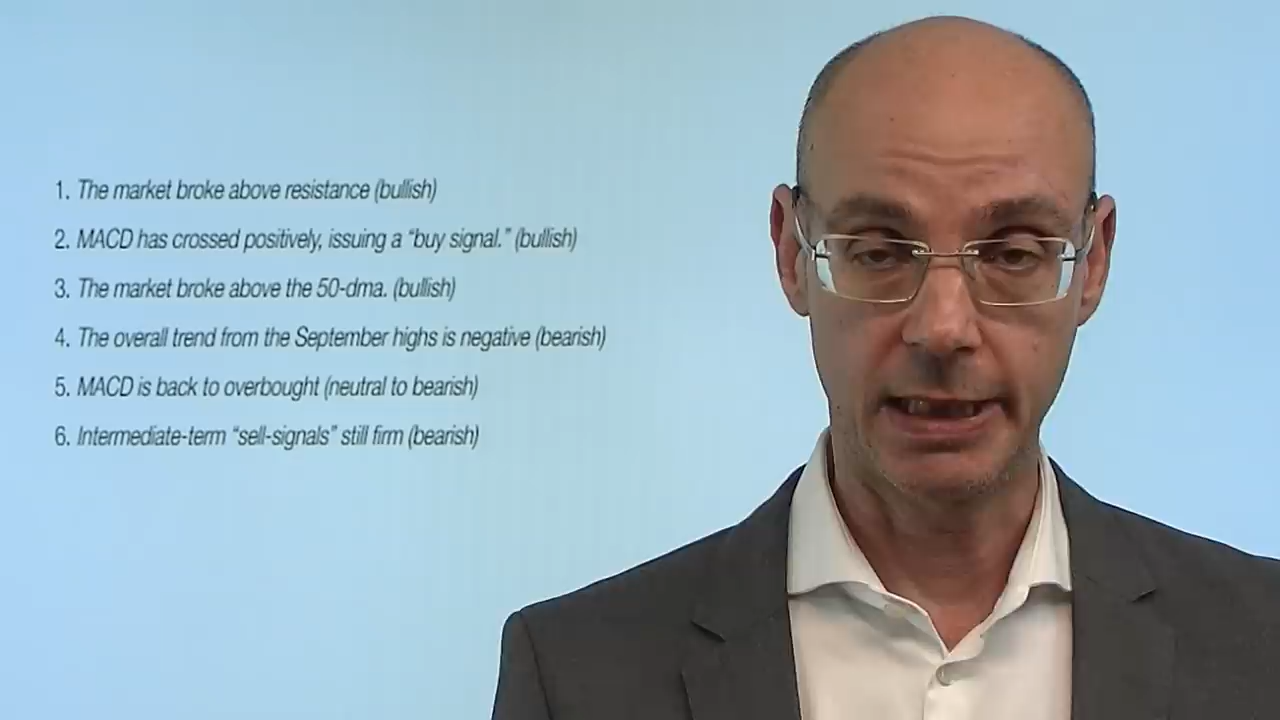 1. The market broke above resistance (bullish)
2. MACD has crossed positively, issuing a “buy signal.” (bullish)
3. The market broke above the 50-dma. (bullish)
4. The overall trend from the September highs is negative (bearish)
5. MACD is back to overbought (neutral to bearish)
6. Intermediate-term “sell-signals” still firm (bearish)